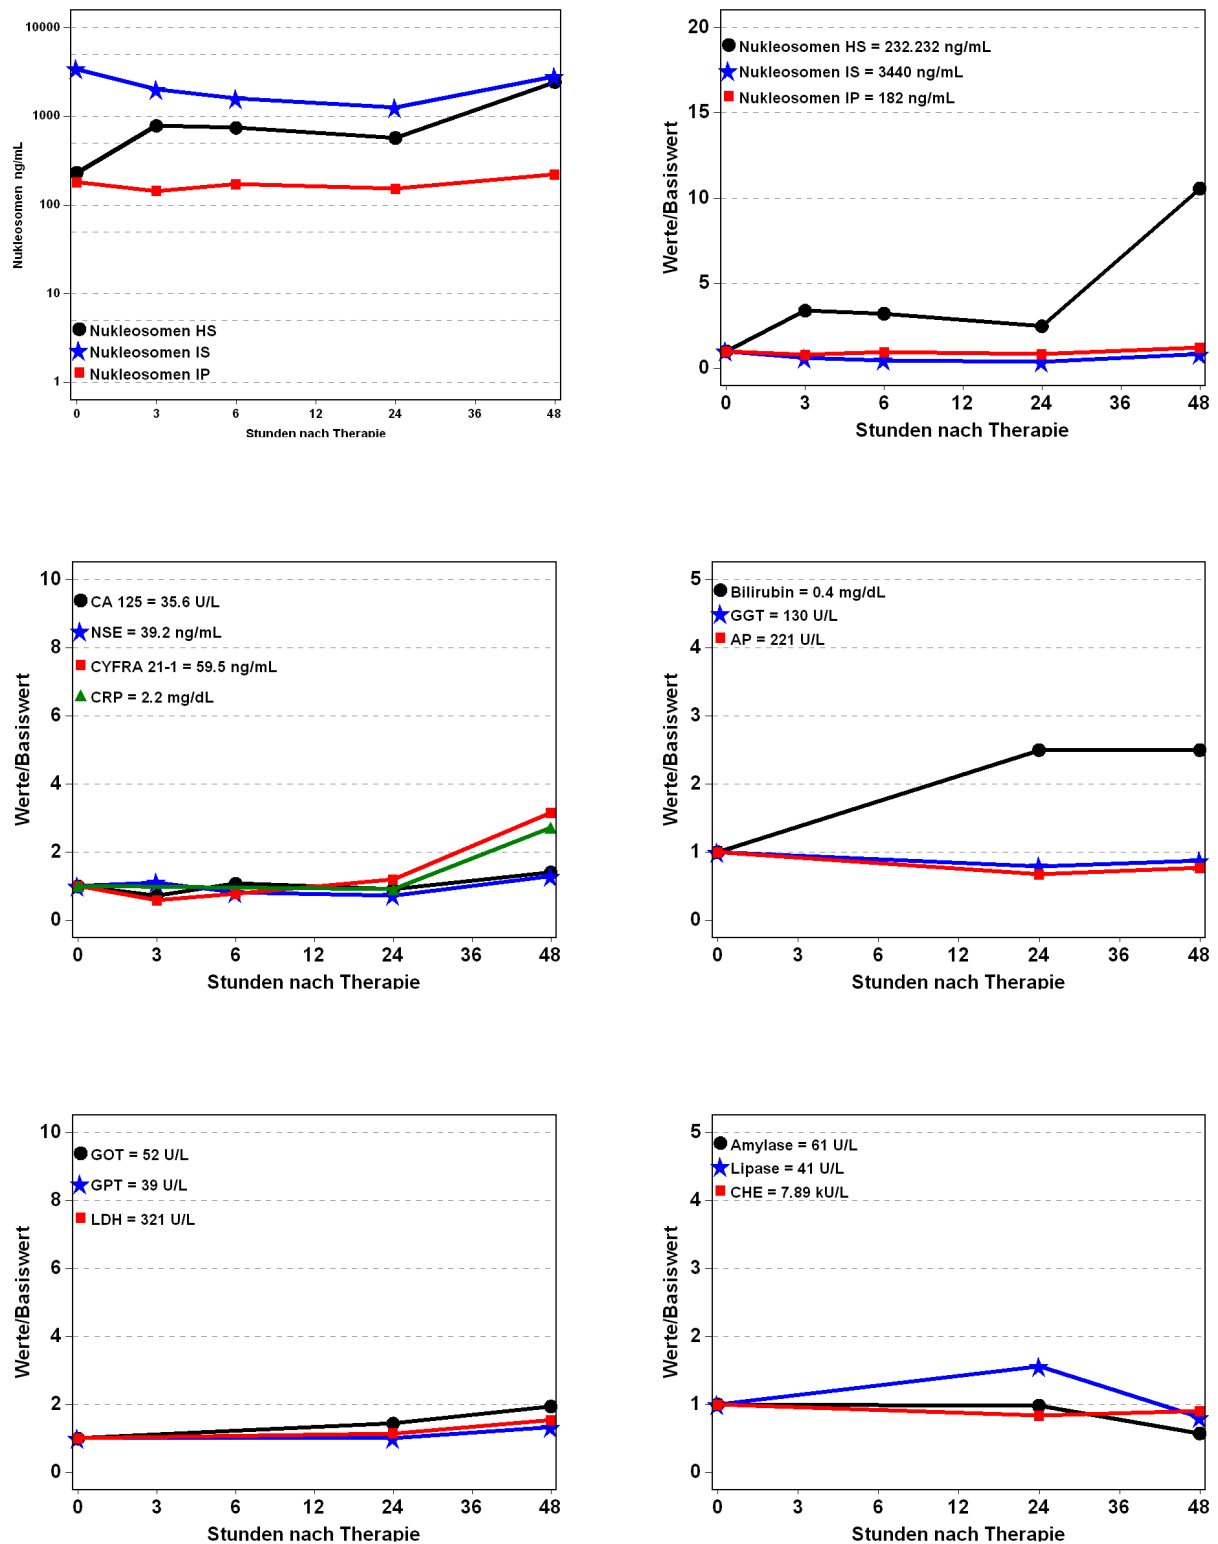 10000
1000
100
10
1
Nukleosomen ng/mL
Nukleosomen HS
Nukleosomen IS
Nukleosomen IP
0 3 6 12 24 36 48
Stunden nach Therapie
20
15
10
5
0
Werte/Basiswert
Nukleosomen HS = 232.232 ng/mL
Nukleosomen IS = 3440 ng/mL
Nukleosomen IP = 182 ng/mL
0 3 6 12 24 36 48
Stunden nach Therapie
10
8
6
4
2
0
Werte/Basiswert
CA 125 = 35.6 U/L
NSE = 39.2 ng/mL
CYFRA 21-1 = 59.5 ng/mL
CRP = 2.2 mg/dL
0 3 6 12 24 36 48
Stunden nach Therapie
5
4
3
2
1
0
Werte/Basiswert
Bilirubin = 0.4 mg/dL
GGT = 130 U/L
AP = 221 U/L
0 3 6 12 24 36 48
Stunden nach Therapie
10
8
6
4
2
0
Werte/Basiswert
GOT = 52 U/L
GPT = 39 U/L
LDH = 321 U/L
0 3 6 12 24 36 48
Stunden nach Therapie
5
4
3
2
1
0
Werte/Basiswert
Amylase = 61 U/L
Lipase = 41 U/L
CHE = 7.89 kU/L
0 3 6 12 24 36 48
Stunden nach Therapie